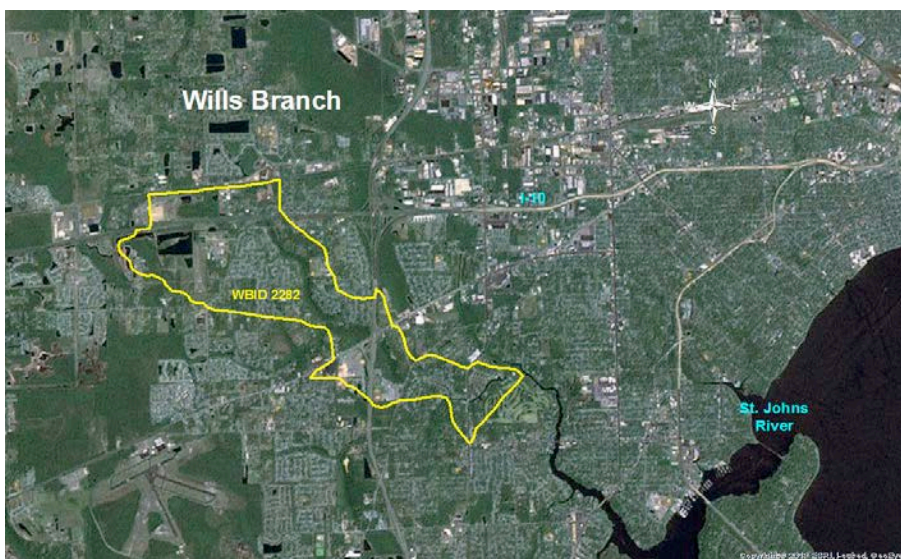 Wills Branch
N
W E
S
I-10
WBID 2282
St. Johns
River